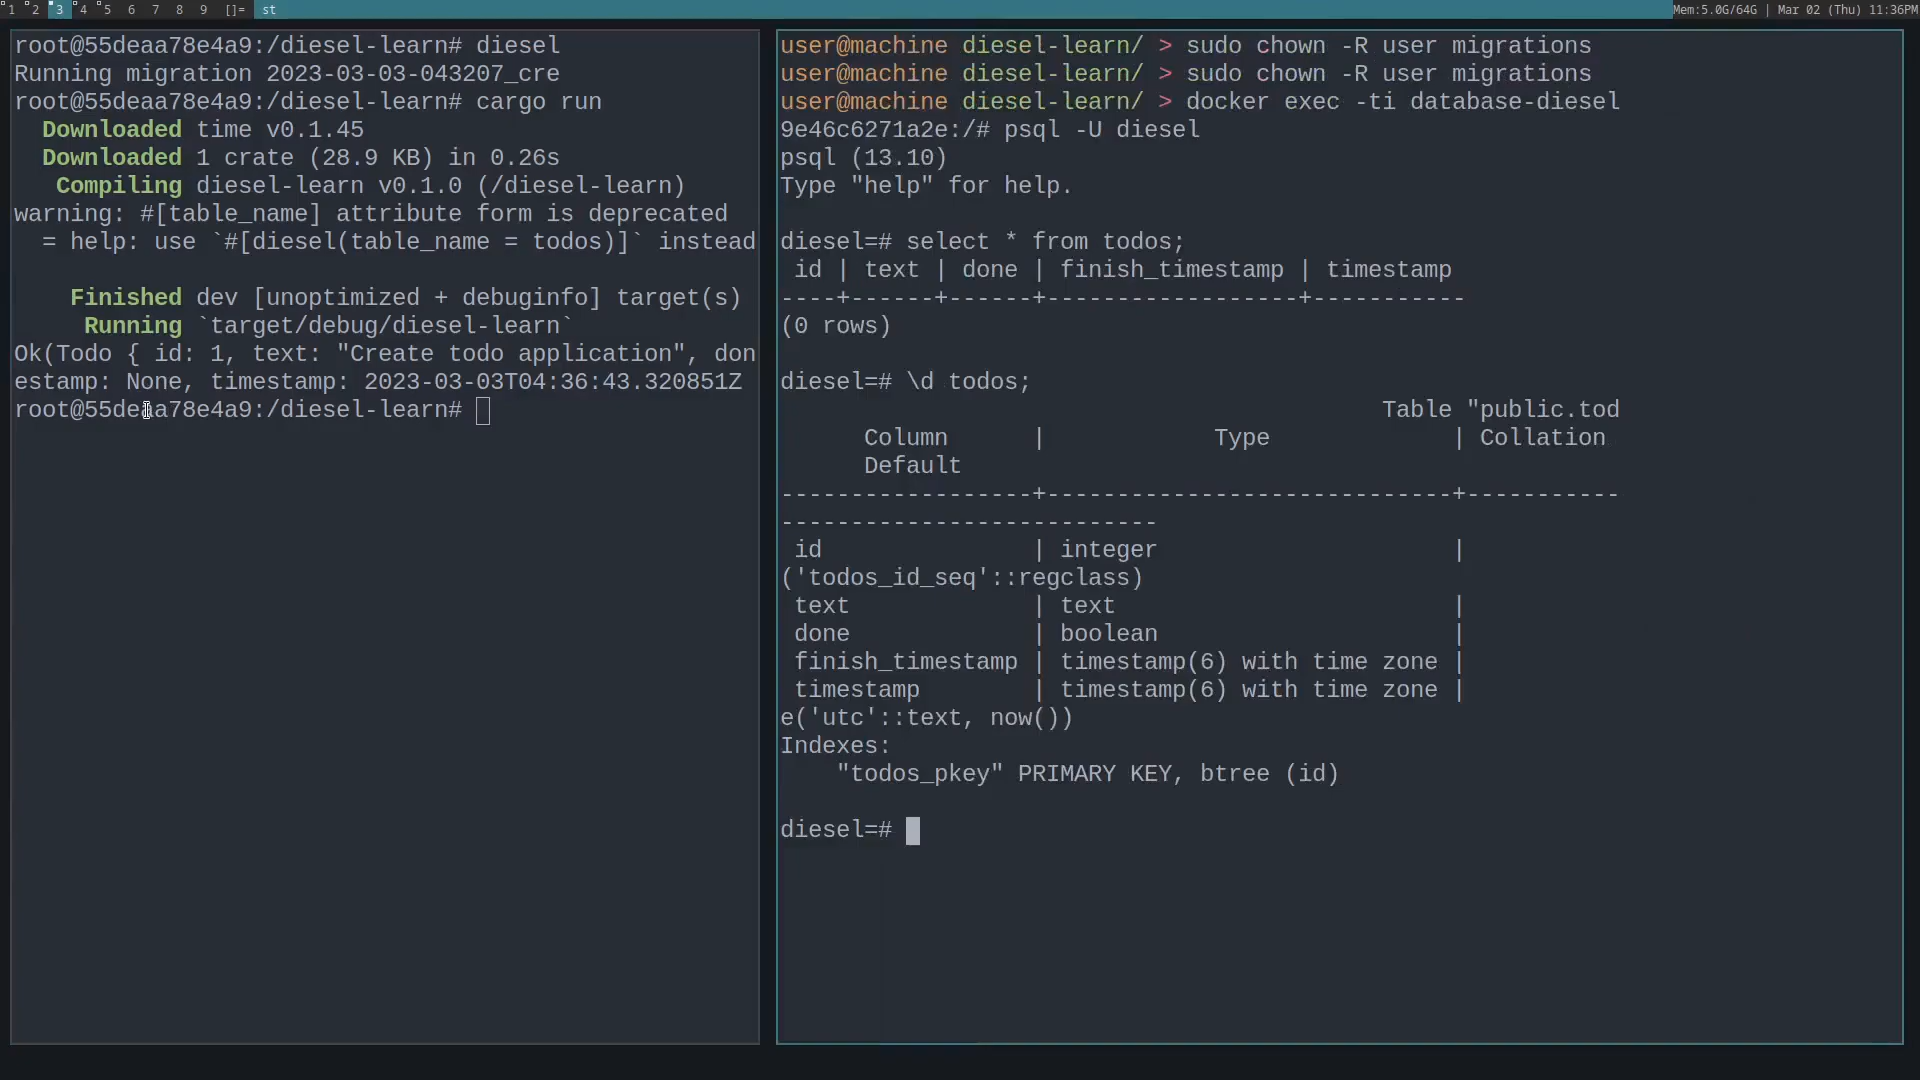 1 2 3 4 5 6 7 8 9 []= st Mem:5.0G/64G | Mar 02 (Thu) 11:36PM
root@55deaa78e4a9:/diesel-learn# diesel
Running migration 2023-03-03-043207_cre
root@55deaa78e4a9:/diesel-learn# cargo run
  Downloaded time v0.1.45
  Downloaded 1 crate (28.9 KB) in 0.26s
   Compiling diesel-learn v0.1.0 (/diesel-learn)
warning: #[table_name] attribute form is deprecated
  = help: use `#[diesel(table_name = todos)]` instead
    Finished dev [unoptimized + debuginfo] target(s)
     Running `target/debug/diesel-learn`
Ok(Todo { id: 1, text: "Create todo application", don
estamp: None, timestamp: 2023-03-03T04:36:43.320851Z
root@55deaa78e4a9:/diesel-learn#
user@machine diesel-learn/ > sudo chown -R user migrations
user@machine diesel-learn/ > sudo chown -R user migrations
user@machine diesel-learn/ > docker exec -ti database-diesel
9e46c6271a2e:/# psql -U diesel
psql (13.10)
Type "help" for help.
diesel=# select * from todos;
 id | text | done | finish_timestamp | timestamp
----+------+------+------------------+-----------
(0 rows)
diesel=# \d todos;
                                           Table "public.tod
      Column      |            Type             | Collation
      Default
------------------+-----------------------------+-----------
---------------------------
 id               | integer                     |
('todos_id_seq'::regclass)
 text             | text                        |
 done             | boolean                     |
 finish_timestamp | timestamp(6) with time zone |
 timestamp        | timestamp(6) with time zone |
e('utc'::text, now())
Indexes:
    "todos_pkey" PRIMARY KEY, btree (id)
diesel=#